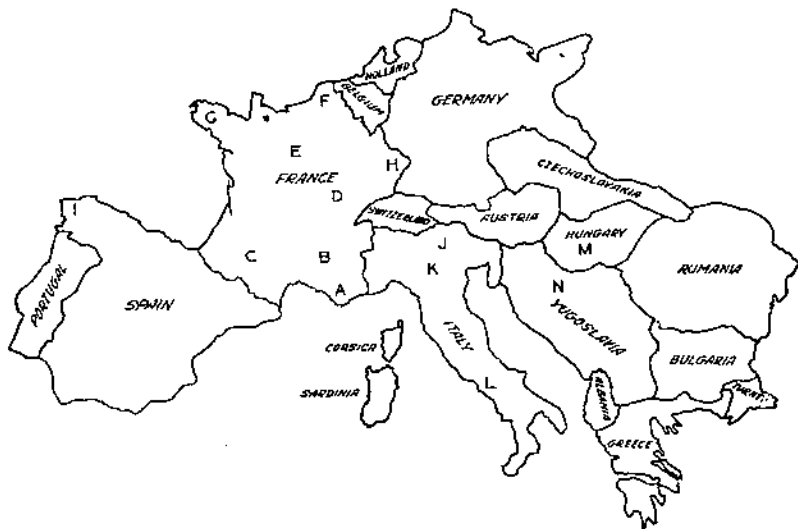 HOLLAND
BELGIUM
F
GERMANY
G
E
H
FRANCE
D
CZECHOSLOVAKIA
I
SWITZERLAND
AUSTRIA
HUNGARY
M
J
C
B
K
RUMANIA
A
N
YUGOSLAVIA
PORTUGAL
SPAIN
ITALY
CORSICA
BULGARIA
SARDINIA
L
ALBANIA
GREECE